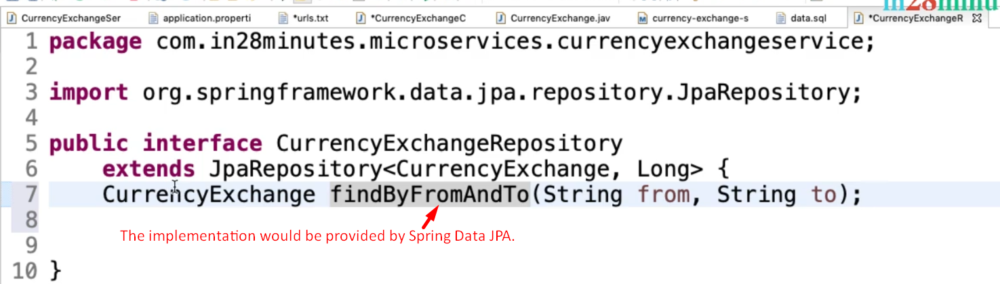 in28minu
CurrencyExchangeSer application.properti *urls.txt *CurrencyExchangeC CurrencyExchange.jav currency-exchange-s data.sql *CurrencyExchangeR
1 package com.in28minutes.microservices.currencyexchangeservice;
2
3 import org.springframework.data.jpa.repository.JpaRepository;
4
5 public interface CurrencyExchangeRepository
6 extends JpaRepository<CurrencyExchange, Long> {
7 CurrencyExchange findByFromAndTo(String from, String to);
8
The implementation would be provided by Spring Data JPA.
9
10 }